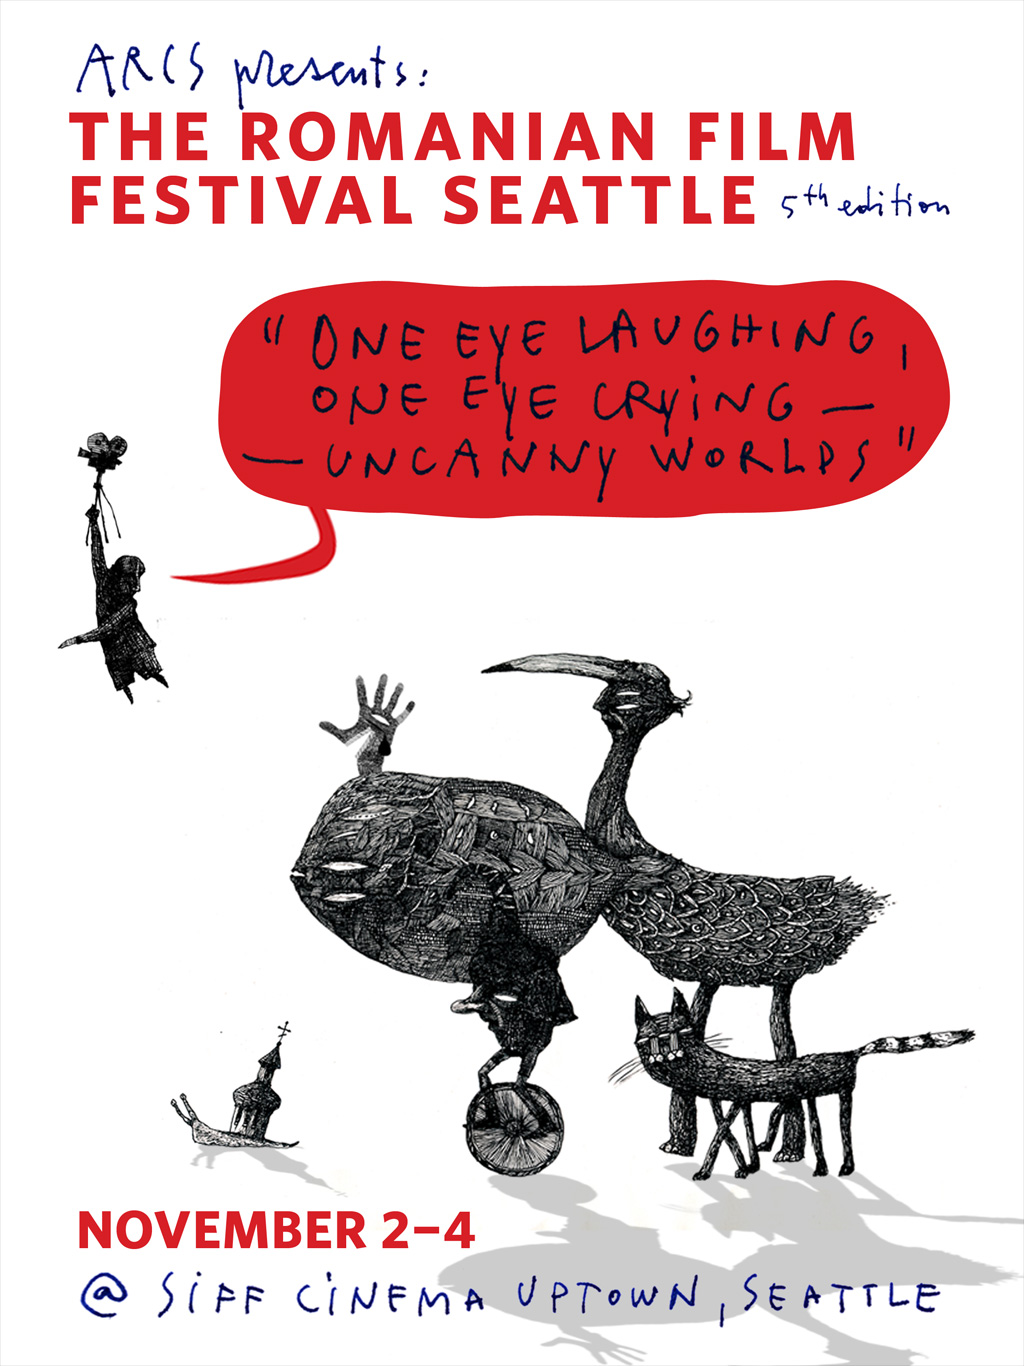 ARCS presents:
THE ROMANIAN FILM
FESTIVAL SEATTLE 5th edition
"ONE EYE LAUGHING,
ONE EYE CRYING —
— UNCANNY WORLDS"
NOVEMBER 2–4
@ SIFF CINEMA UPTOWN, SEATTLE